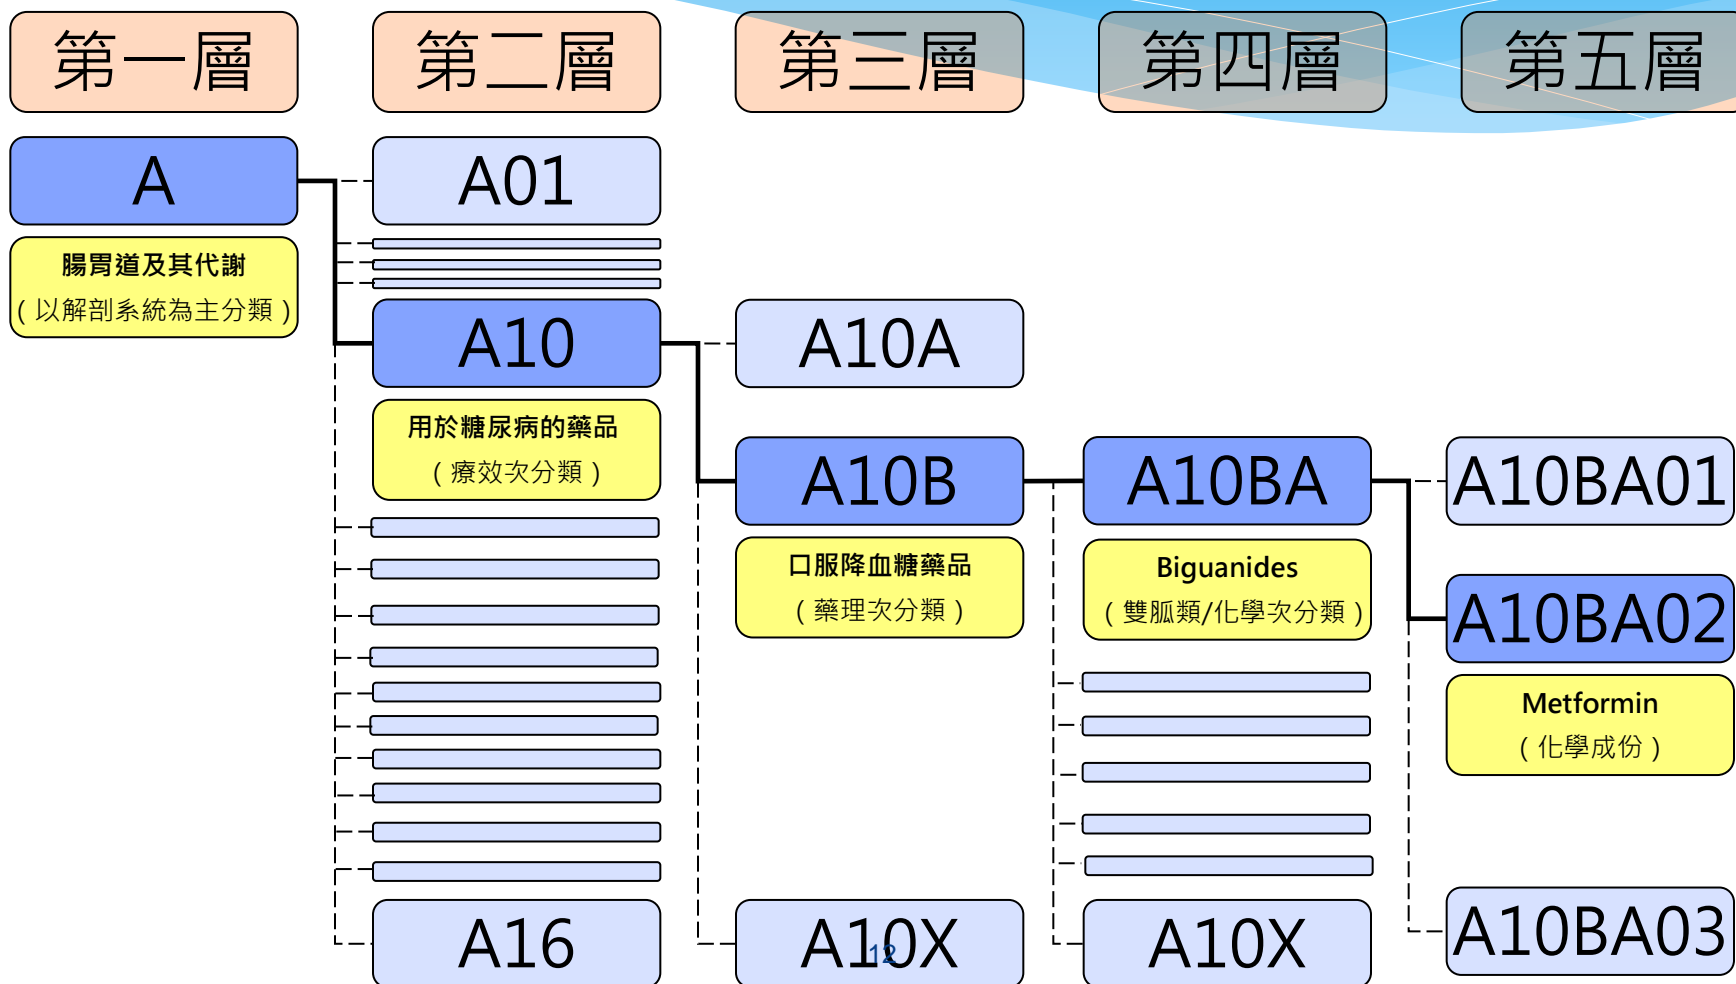 第一層
第二層
第三層
第四層
第五層
A
A01
腸胃道及其代謝
(以解剖系統為主分類)
A10
A10A
用於糖尿病的藥品
(療效次分類)
A10B
A10BA
A10BA01
口服降血糖藥品
(藥理次分類)
Biguanides
(雙胍類/化學次分類)
A10BA02
Metformin
(化學成份)
A16
A10X
A10X
A10BA03
12